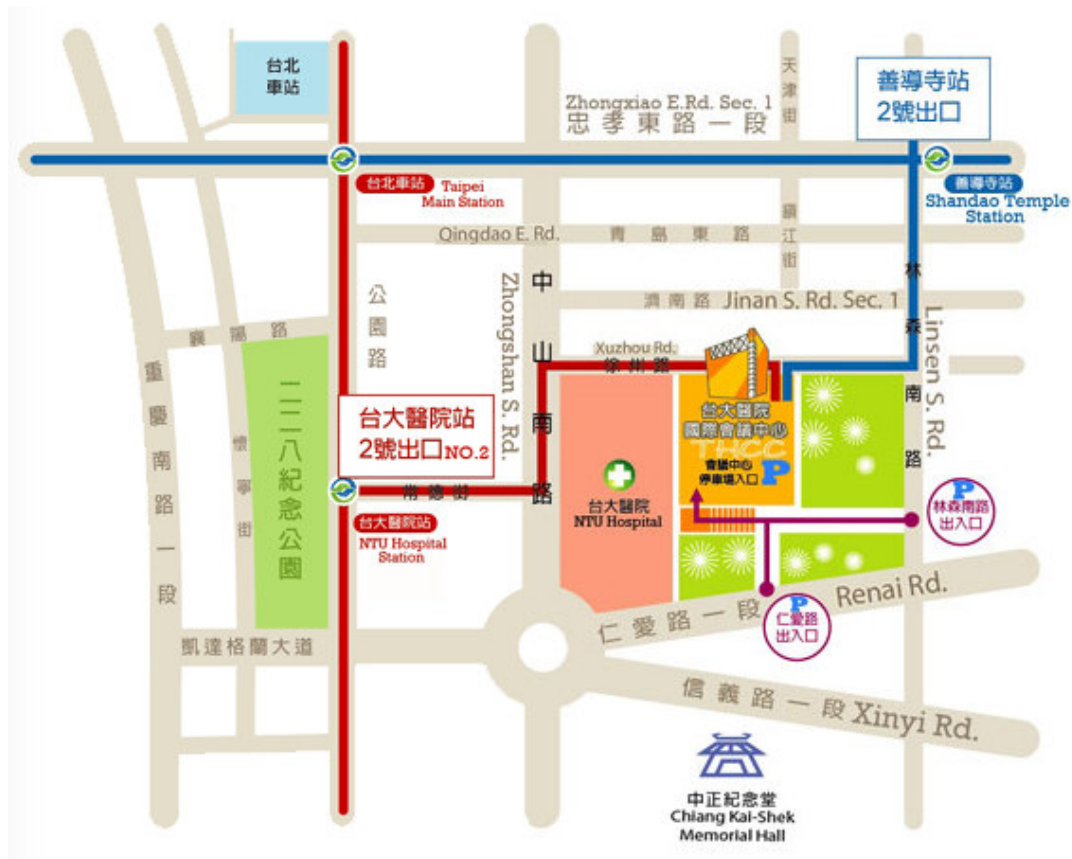 台北
車站
Zhongxiao E.Rd. Sec. 1
忠孝東路一段
天津街
善導寺站
2號出口
台北車站
Taipei
Main Station
善導寺站
Shandao Temple
Station
Qingdao E. Rd.
青島東路
鎮江街
公園路
Zhongshan S. Rd.
中山南路
濟南路 Jinan S. Rd. Sec. 1
林森南路
Linsen S. Rd.
襄陽路
Xuzhou Rd.
徐州路
重慶南路一段
二二八紀念公園
懷寧街
台大醫院站
2號出口NO.2
台大醫院
國際會議中心
THCC
會議中心
停車場入口 P
常德街
台大醫院站
NTU Hospital
Station
台大醫院
NTU Hospital
P
林森南路
出入口
P
仁愛路
出入口
仁愛路一段 Renai Rd.
凱達格蘭大道
信義路一段 Xinyi Rd.
中正紀念堂
Chiang Kai-Shek
Memorial Hall